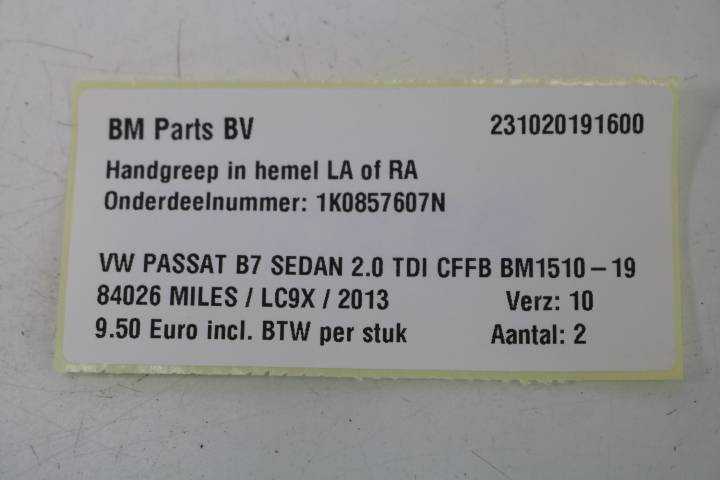 BM Parts BV 231020191600
Handgreep in hemel LA of RA
Onderdeelnummer: 1K0857607N
VW PASSAT B7 SEDAN 2.0 TDI CFFB BM1510-19
84026 MILES / LC9X / 2013 Verz: 10
9.50 Euro incl. BTW per stuk Aantal: 2